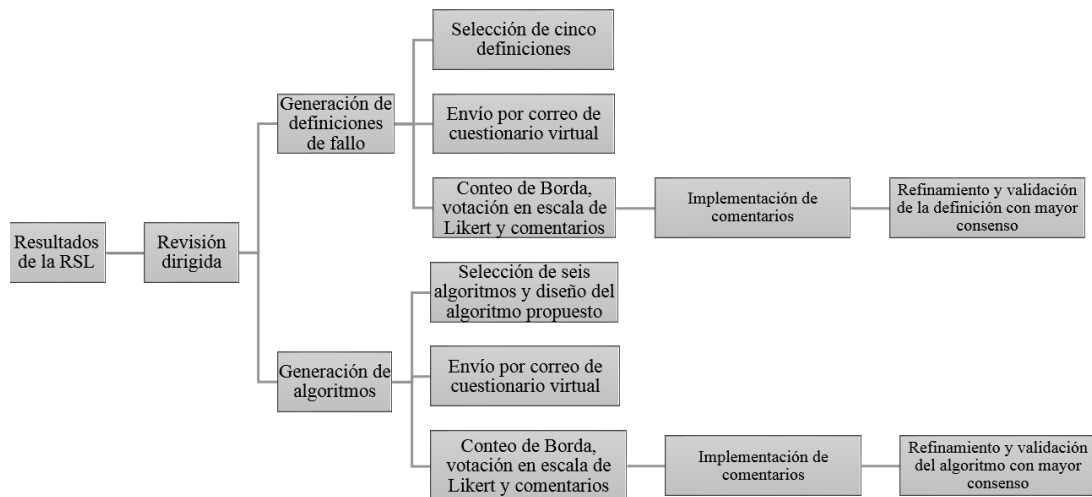 Resultados
de la RSL
Revisión
dirigida
Generación de
definiciones
de fallo
Selección de cinco
definiciones
Envío por correo de
cuestionario virtual
Conteo de Borda,
votación en escala de
Likert y comentarios
Implementación de
comentarios
Refinamiento y validación
de la definición con mayor
consenso
Generación de
algoritmos
Selección de seis
algoritmos y diseño del
algoritmo propuesto
Envío por correo de
cuestionario virtual
Conteo de Borda,
votación en escala de
Likert y comentarios
Implementación de
comentarios
Refinamiento y validación
del algoritmo con mayor
consenso